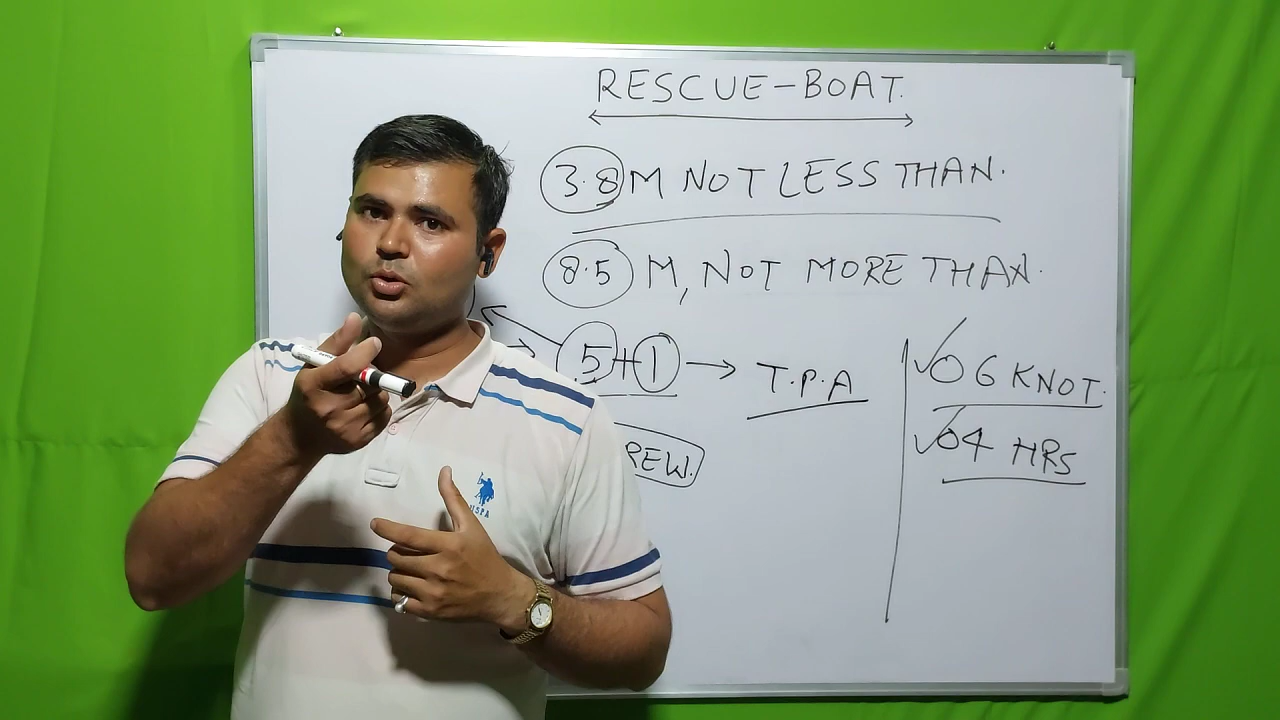 RESCUE-BOAT.
3.8 M NOT LESS THAN.
8.5 M, NOT MORE THAN.
5+1 → T.P.A
REW.
✓06 KNOT.
✓04 HRS
USPA